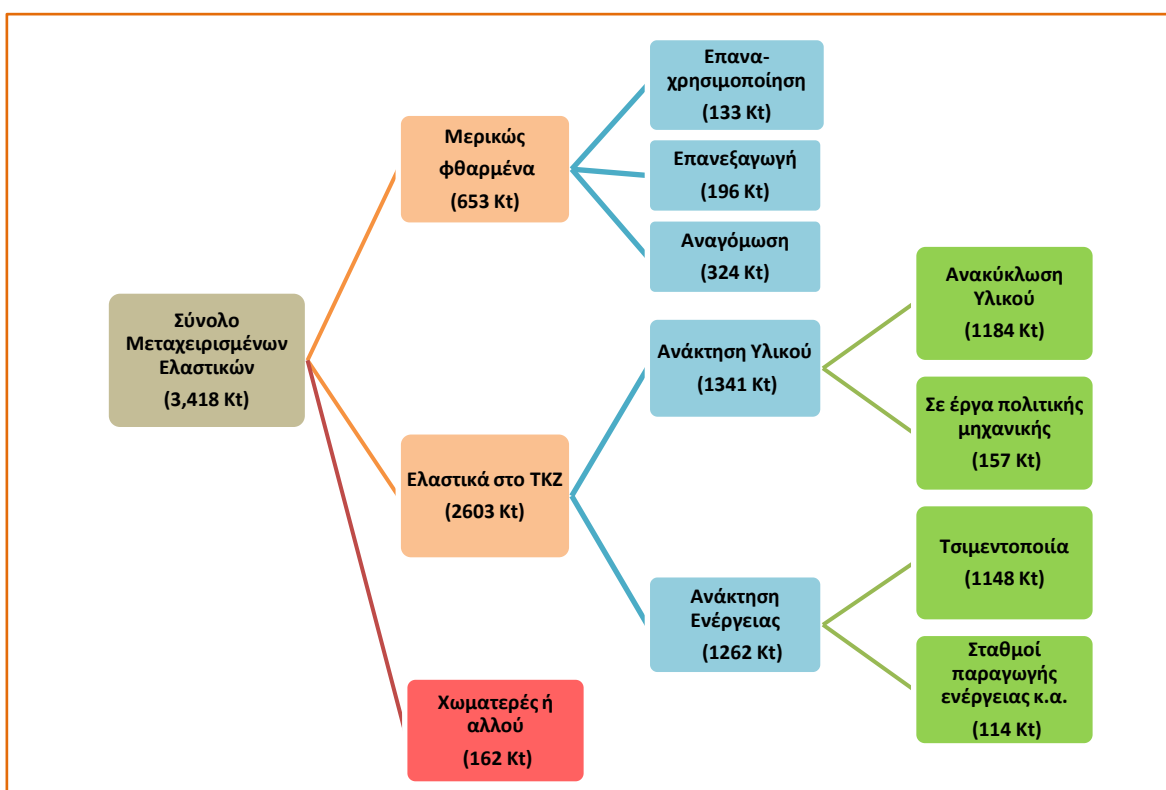 Σύνολο
Μεταχειρισμένων
Ελαστικών
(3,418 Kt)
Μερικώς
φθαρμένα
(653 Kt)
Ελαστικά στο ΤΚΖ
(2603 Kt)
Χωματερές ή
αλλού
(162 Kt)
Επανα-
χρησιμοποίηση
(133 Kt)
Επανεξαγωγή
(196 Kt)
Αναγόμωση
(324 Kt)
Ανάκτηση Υλικού
(1341 Kt)
Ανάκτηση
Ενέργειας
(1262 Kt)
Ανακύκλωση
Υλικού
(1184 Kt)
Σε έργα πολιτικής
μηχανικής
(157 Kt)
Τσιμεντοποιία
(1148 Kt)
Σταθμοί
παραγωγής
ενέργειας κ.α.
(114 Kt)